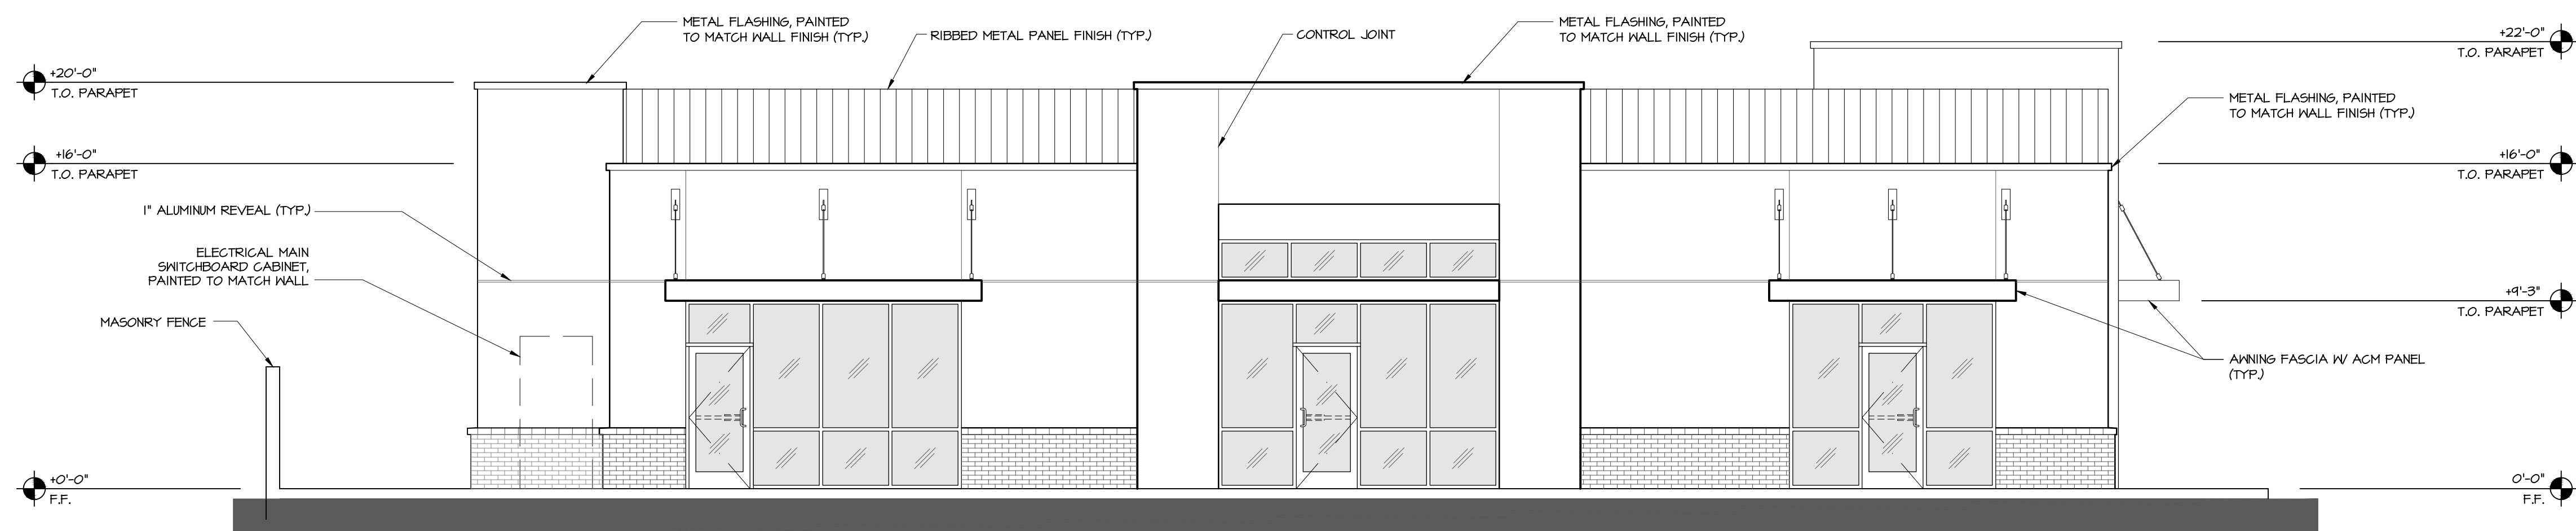 METAL FLASHING, PAINTED
TO MATCH WALL FINISH (TYP.)
RIBBED METAL PANEL FINISH (TYP.)
CONTROL JOINT
METAL FLASHING, PAINTED
TO MATCH WALL FINISH (TYP.)
+22'-0"
T.O. PARAPET
+20'-0"
T.O. PARAPET
METAL FLASHING, PAINTED
TO MATCH WALL FINISH (TYP.)
+16'-0"
T.O. PARAPET
+16'-0"
T.O. PARAPET
1" ALUMINUM REVEAL (TYP.)
ELECTRICAL MAIN
SWITCHBOARD CABINET,
PAINTED TO MATCH WALL
+9'-3"
T.O. PARAPET
MASONRY FENCE
AWNING FASCIA W/ ACM PANEL
(TYP.)
+0'-0"
F.F.
0'-0"
F.F.